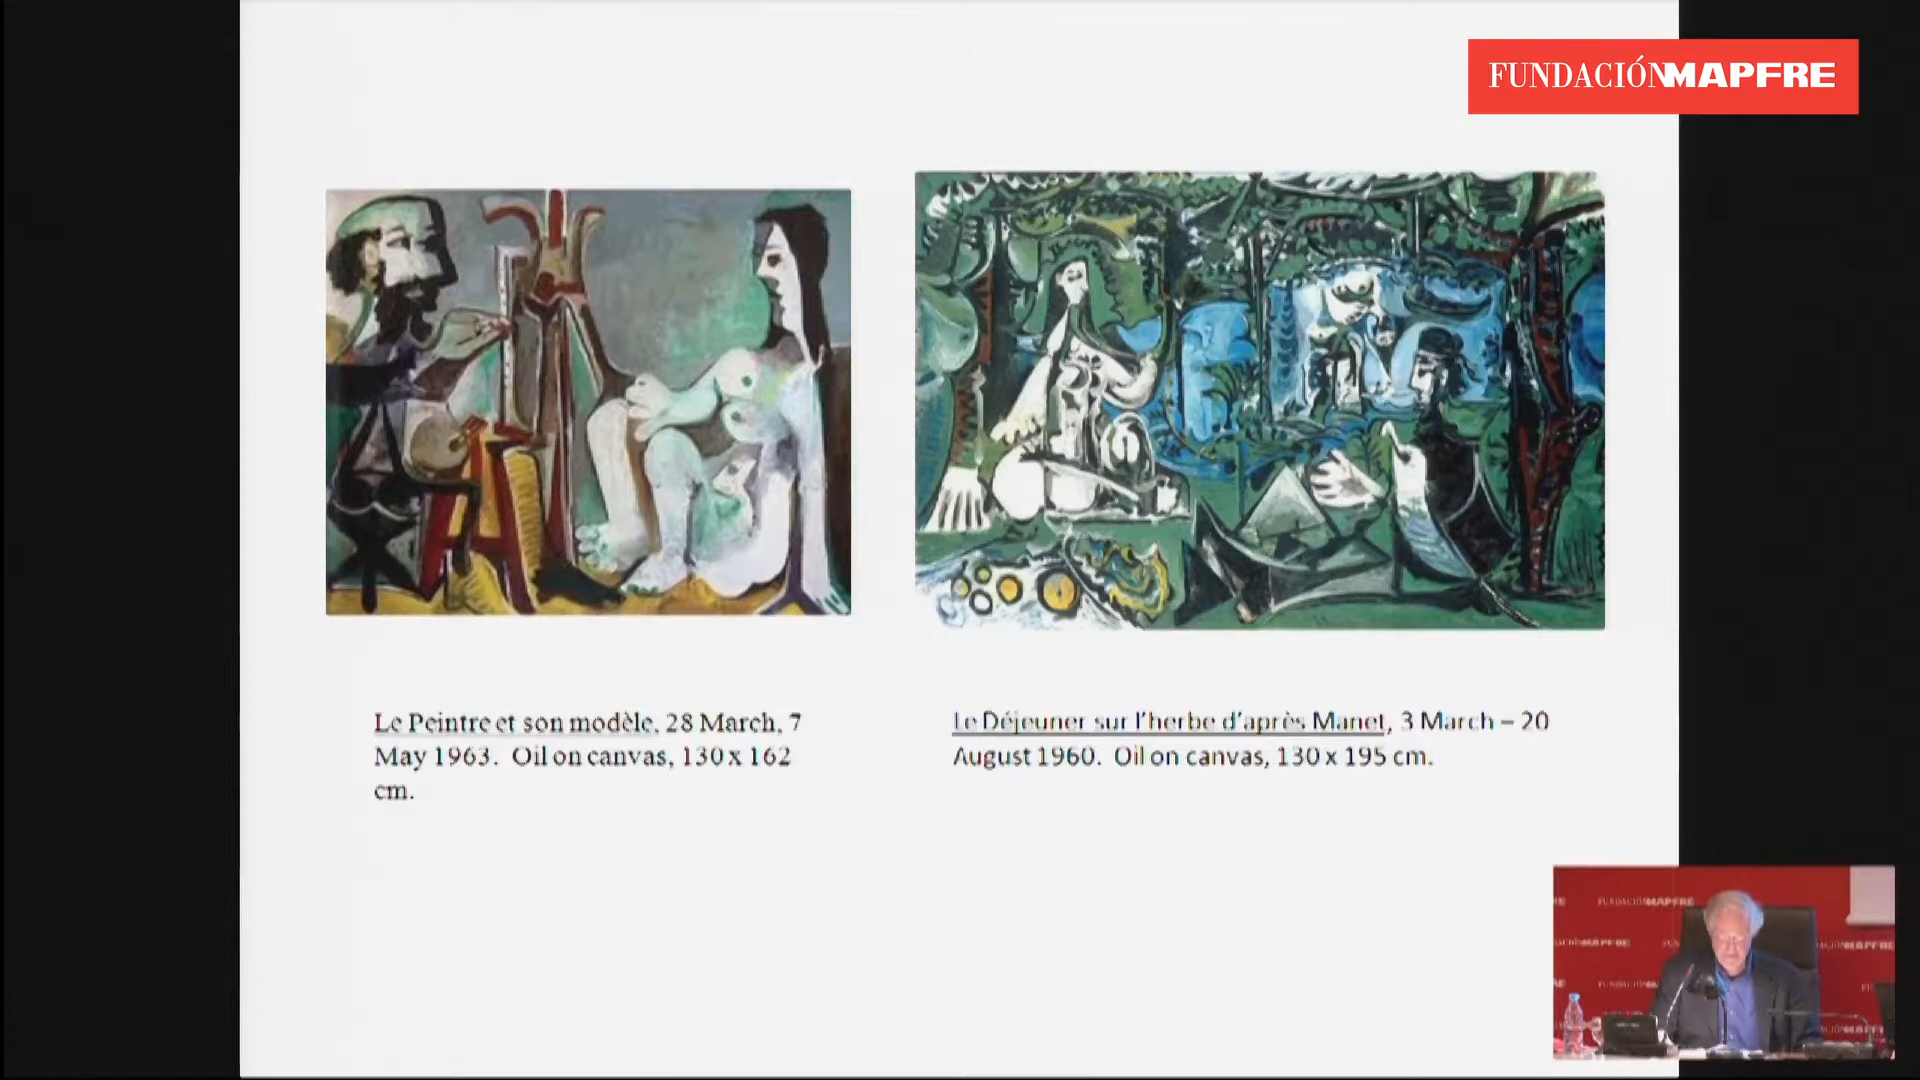 FUNDACIÓNMAPFRE
Le Peintre et son modèle, 28 March, 7
May 1963. Oil on canvas, 130 x 162
cm.
Le Déjeuner sur l'herbe d'après Manet, 3 March – 20
August 1960. Oil on canvas, 130 x 195 cm.
FUNDACIÓNMAPFRE